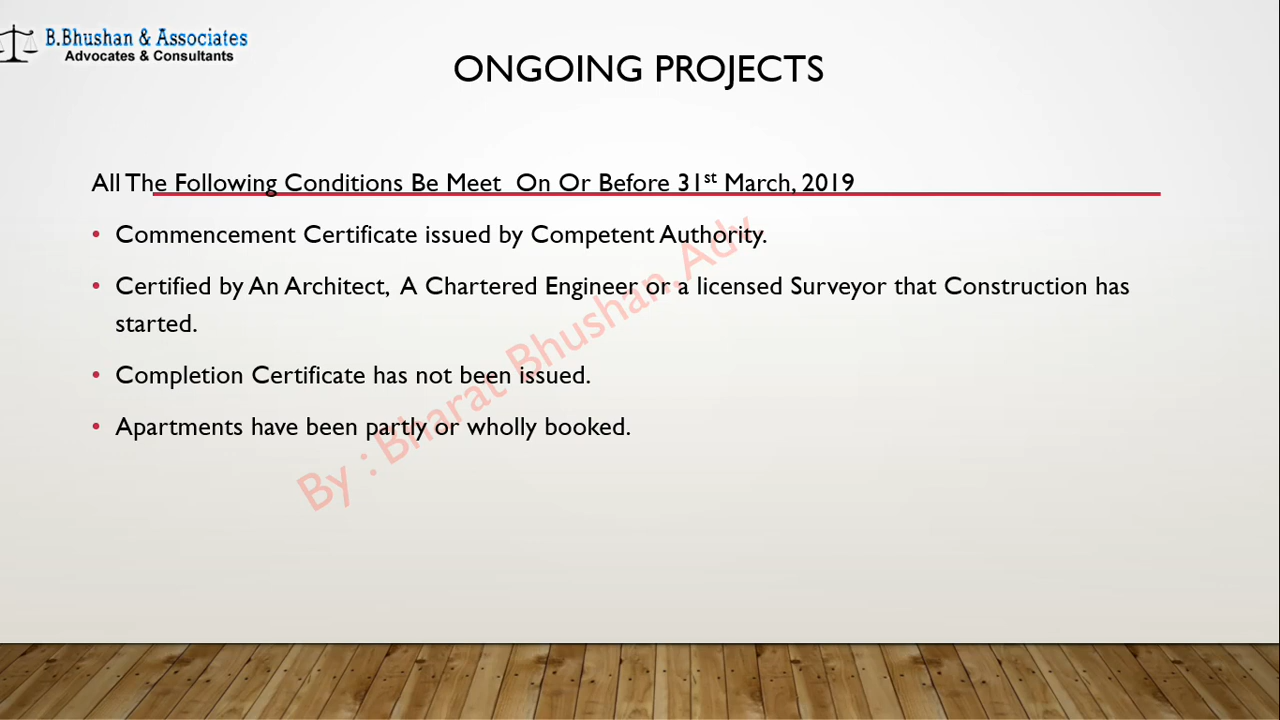 B.Bhushan & Associates
Advocates & Consultants
ONGOING PROJECTS
All The Following Conditions Be Meet On Or Before 31st March, 2019
• Commencement Certificate issued by Competent Authority.
• Certified by An Architect, A Chartered Engineer or a licensed Surveyor that Construction has
started.
• Completion Certificate has not been issued.
• Apartments have been partly or wholly booked.
By : Bharat Bhushan.Adv.